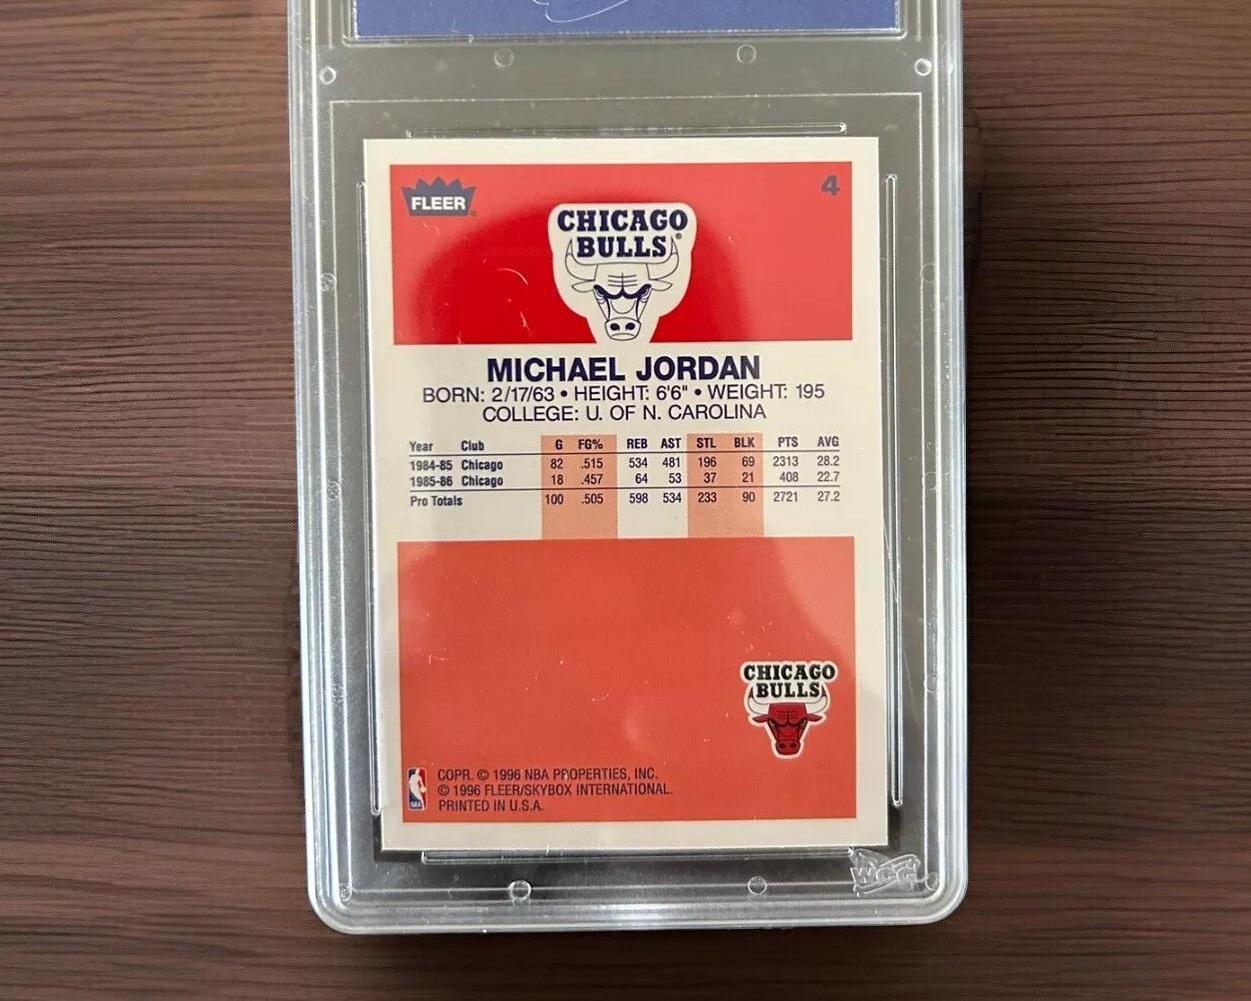 FLEER
4
CHICAGO
BULLS
MICHAEL JORDAN
BORN: 2/17/63 • HEIGHT: 6'6" • WEIGHT: 195
COLLEGE: U. OF N. CAROLINA
Year Club G FG% REB AST STL BLK PTS AVG
1984-85 Chicago 82 .515 534 481 196 69 2313 28.2
1985-86 Chicago 18 .457 64 53 37 21 408 22.7
Pro Totals 100 .505 598 534 233 90 2721 27.2
CHICAGO
BULLS
COPR. © 1996 NBA PROPERTIES, INC.
© 1996 FLEER/SKYBOX INTERNATIONAL.
PRINTED IN U.S.A.
WCG